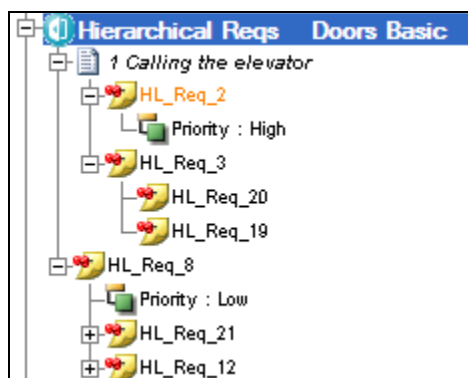 Hierarchical Reqs Doors Basic
1 Calling the elevator
HL_Req_2
Priority : High
HL_Req_3
HL_Req_20
HL_Req_19
HL_Req_8
Priority : Low
HL_Req_21
HL_Req_12